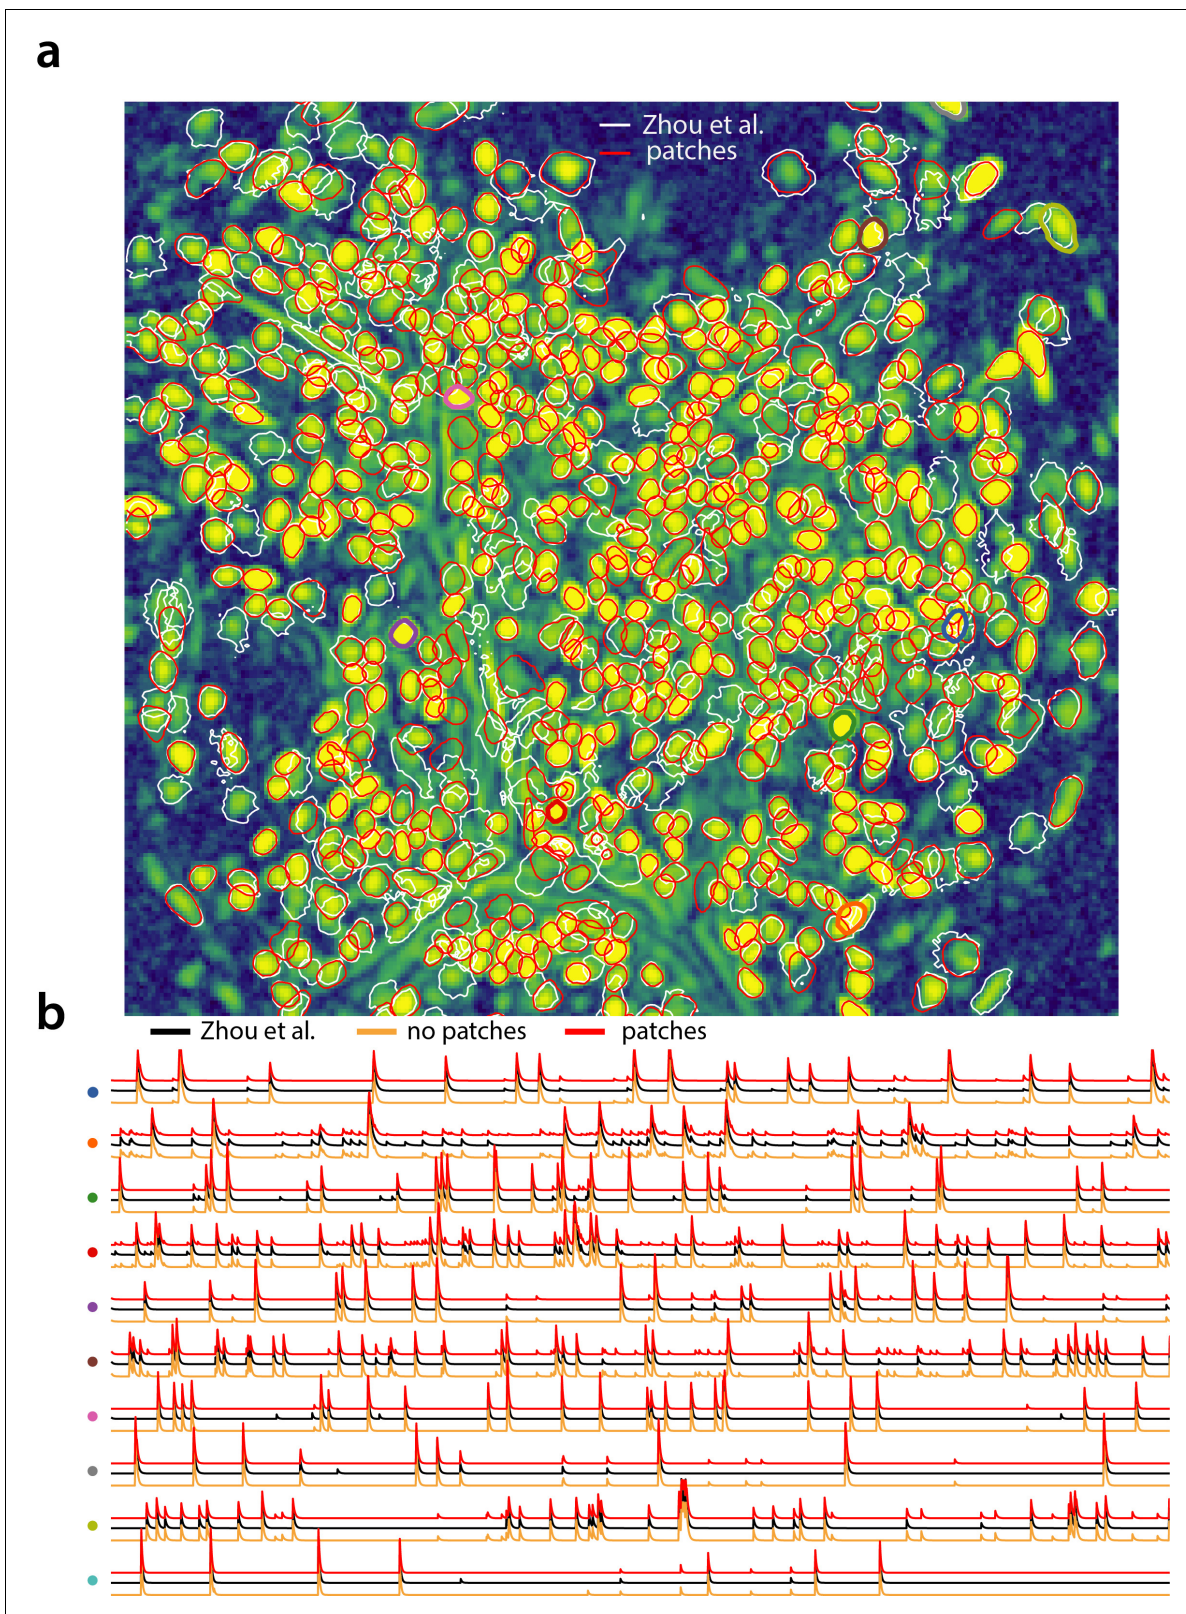 a
Zhou et al.
patches
b
Zhou et al. no patches patches